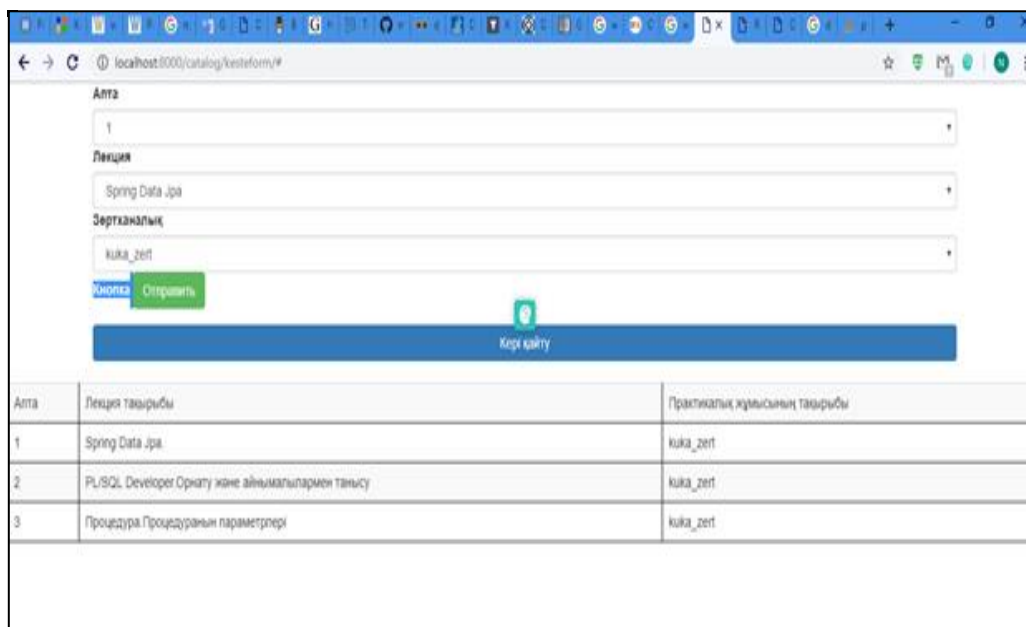 localhost:8000/catalog/kesteform/#
Апта
1
Лекция
Spring Data Jpa
Зертханалық
kuka_zert
Кнопка Отправить
Кері қайту
Апта Лекция тақырыбы Практикалық жұмысының тақырыбы
1 Spring Data Jpa. kuka_zert
2 PL/SQL Developer.Орнату және айнымалылармен танысу kuka_zert
3 Процедура.Процедуранын параметрлері kuka_zert